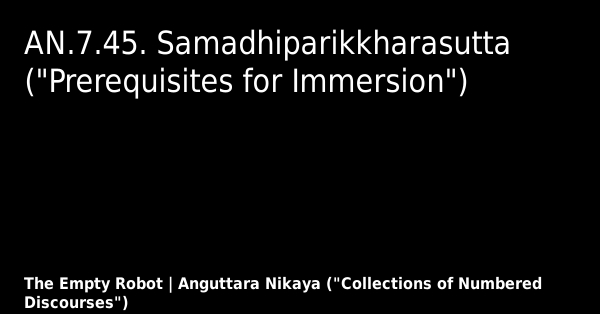 AN.7.45. Samadhiparikkharasutta
("Prerequisites for Immersion")
The Empty Robot | Anguttara Nikaya ("Collections of Numbered
Discourses")